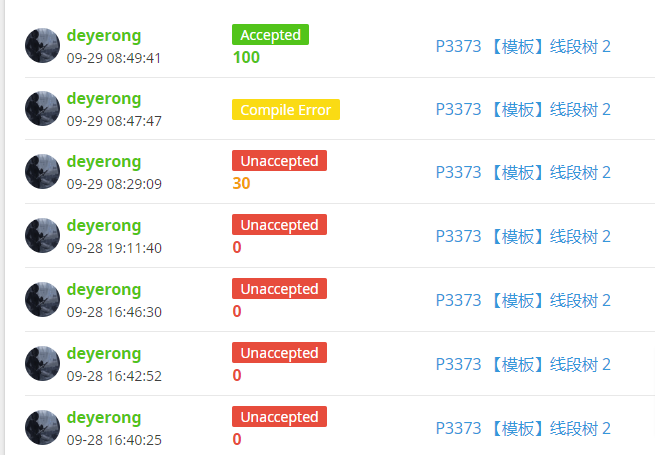 deyerong
Accepted
P3373 【模板】线段树 2
09-29 08:49:41
100
deyerong
Compile Error
P3373 【模板】线段树 2
09-29 08:47:47
deyerong
Unaccepted
P3373 【模板】线段树 2
09-29 08:29:09
30
deyerong
Unaccepted
P3373 【模板】线段树 2
09-28 19:11:40
0
deyerong
Unaccepted
P3373 【模板】线段树 2
09-28 16:46:30
0
deyerong
Unaccepted
P3373 【模板】线段树 2
09-28 16:42:52
0
deyerong
Unaccepted
P3373 【模板】线段树 2
09-28 16:40:25
0